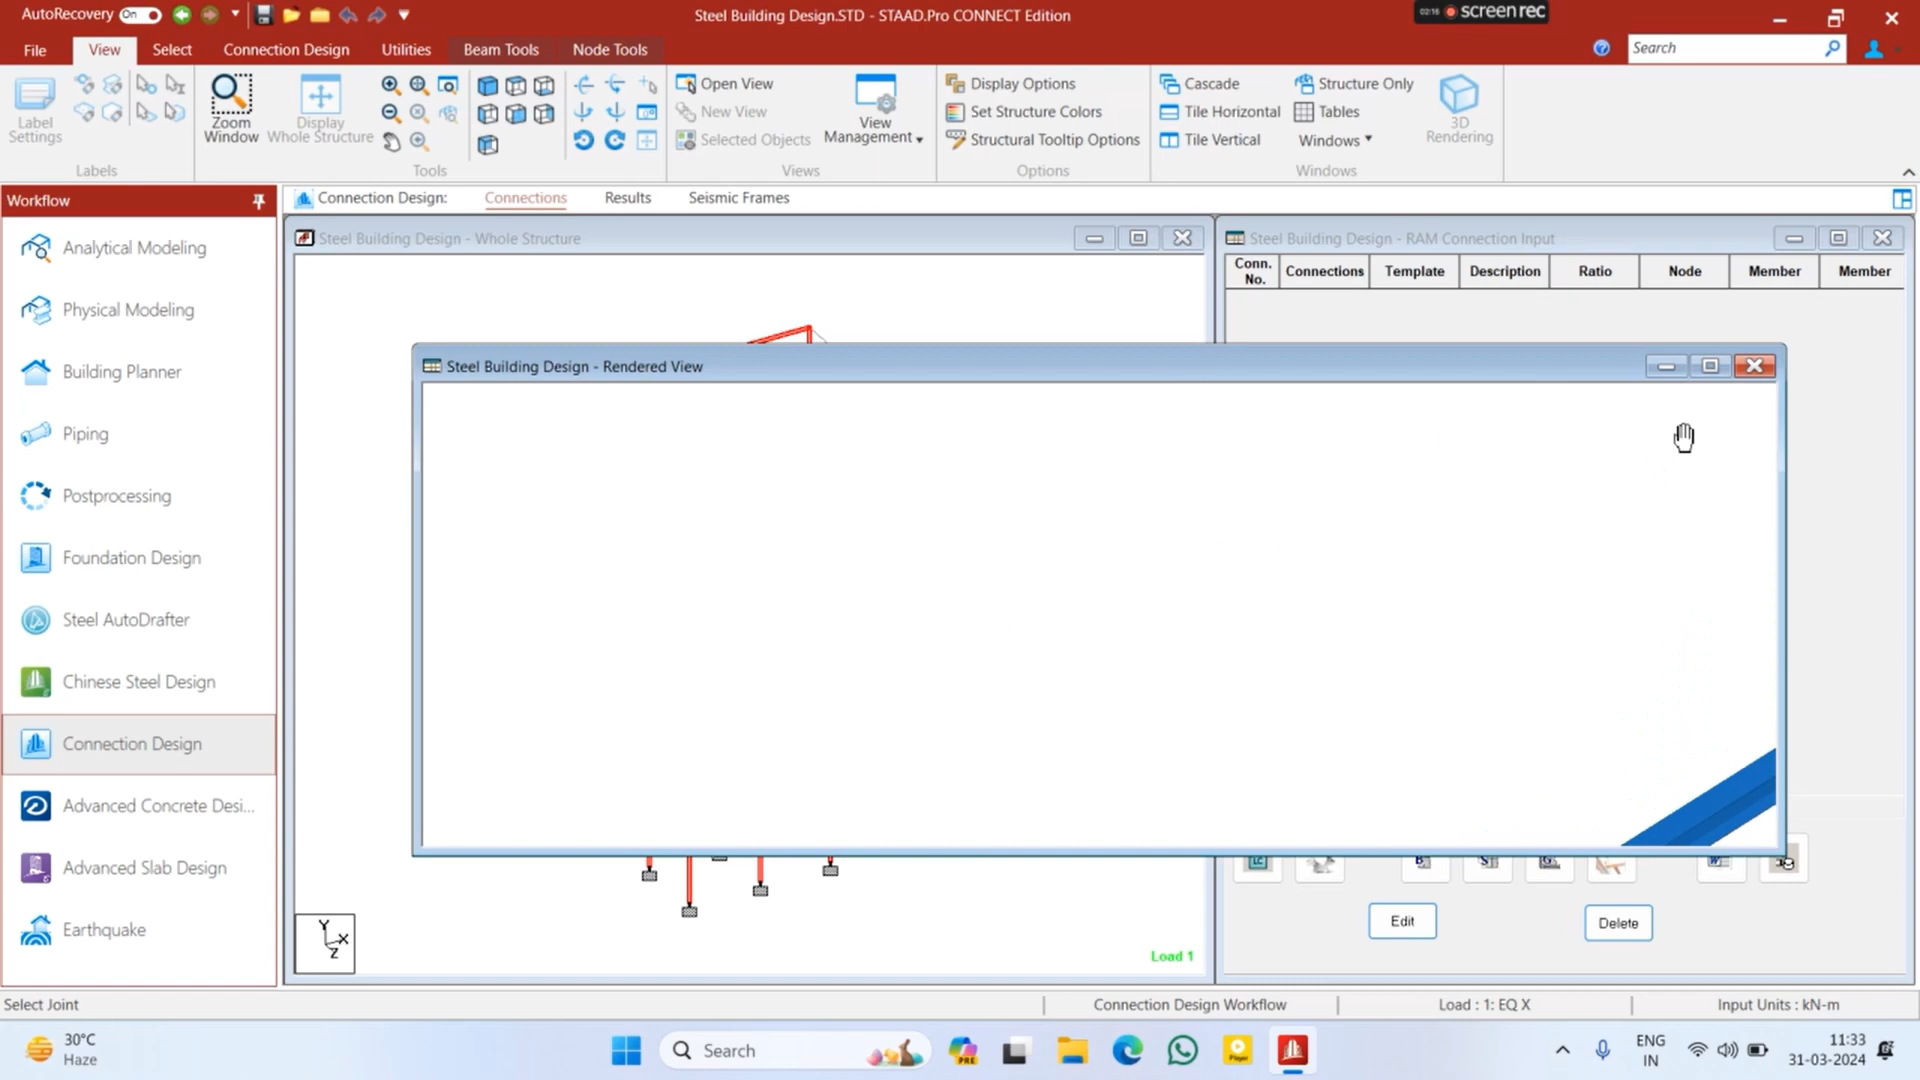 AutoRecovery On
Steel Building Design.STD - STAAD.Pro CONNECT Edition
02:16 screen rec
File View Select Connection Design Utilities Beam Tools Node Tools
Search
Label Settings
Zoom Window
Display Whole Structure
Open View
New View
Selected Objects
View Management
Display Options
Set Structure Colors
Structural Tooltip Options
Cascade
Tile Horizontal
Tile Vertical
Structure Only
Tables
Windows
3D Rendering
Labels Tools Views Options Windows
Workflow
Connection Design: Connections Results Seismic Frames
Analytical Modeling
Physical Modeling
Building Planner
Piping
Postprocessing
Foundation Design
Steel AutoDrafter
Chinese Steel Design
Connection Design
Advanced Concrete Desi...
Advanced Slab Design
Earthquake
Steel Building Design - Whole Structure
Steel Building Design - RAM Connection Input
Conn. No. Connections Template Description Ratio Node Member Member
Steel Building Design - Rendered View
Edit
Delete
Y
X
Z
Load 1
Select Joint
Connection Design Workflow
Load : 1: EQ X
Input Units : kN-m
30°C
Haze
Search
PRE
Player
ENG
IN
11:33
31-03-2024